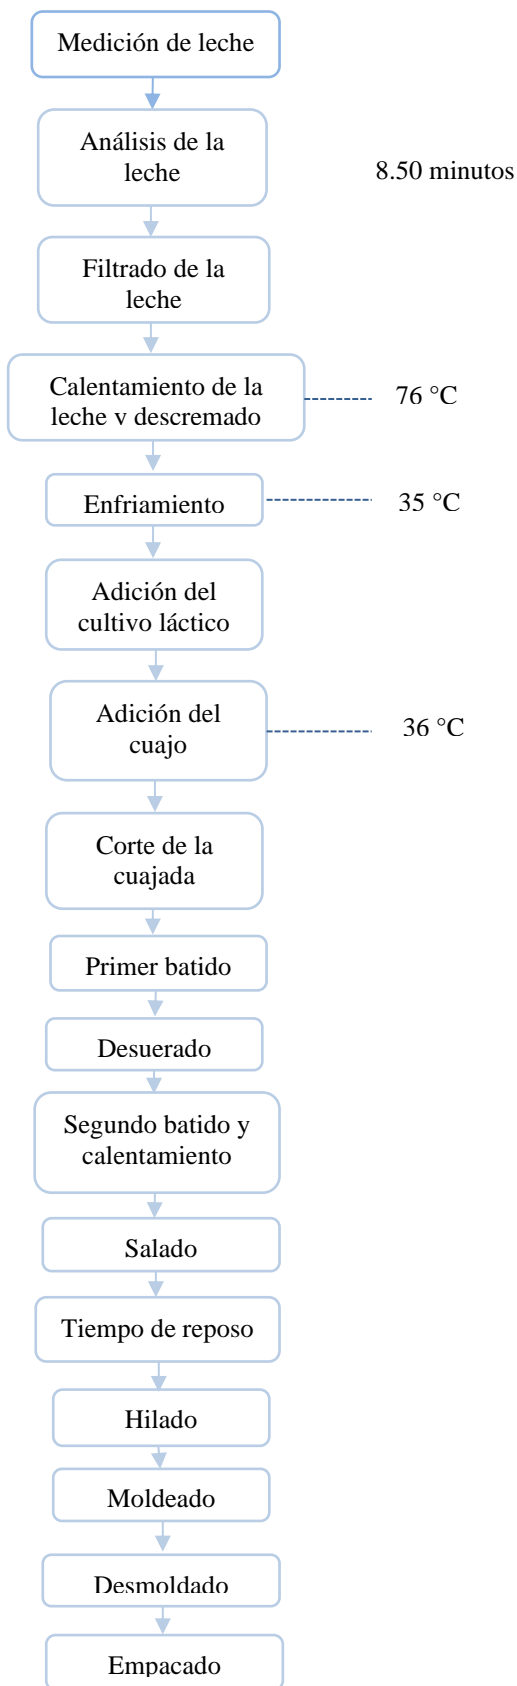 Medición de leche
Análisis de la
leche
8.50 minutos
Filtrado de la
leche
Calentamiento de la
leche y descremado
76 °C
Enfriamiento
35 °C
Adición del
cultivo láctico
Adición del
cuajo
36 °C
Corte de la
cuajada
Primer batido
Desuerado
Segundo batido y
calentamiento
Salado
Tiempo de reposo
Hilado
Moldeado
Desmoldado
Empacado